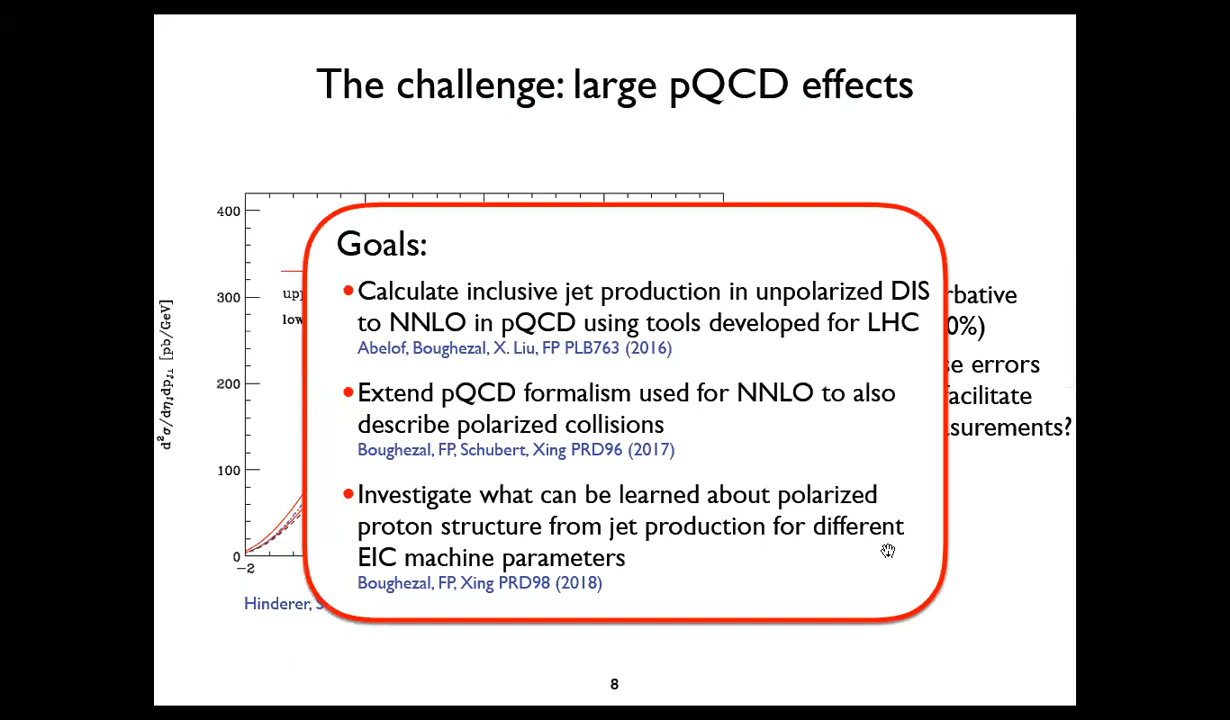 The challenge: large pQCD effects
400
300
200
100
0
−2
d²σ/dηⱼdpⱼ⊥ [pb/GeV]
upp
low
Goals:
•Calculate inclusive jet production in unpolarized DIS
to NNLO in pQCD using tools developed for LHC
Abelof, Boughezal, X. Liu, FP PLB763 (2016)
•Extend pQCD formalism used for NNLO to also
describe polarized collisions
Boughezal, FP, Schubert, Xing PRD96 (2017)
•Investigate what can be learned about polarized
proton structure from jet production for different
EIC machine parameters
Boughezal, FP, Xing PRD98 (2018)
rbative
0%)
se errors
facilitate
surements?
Hinderer, S
8